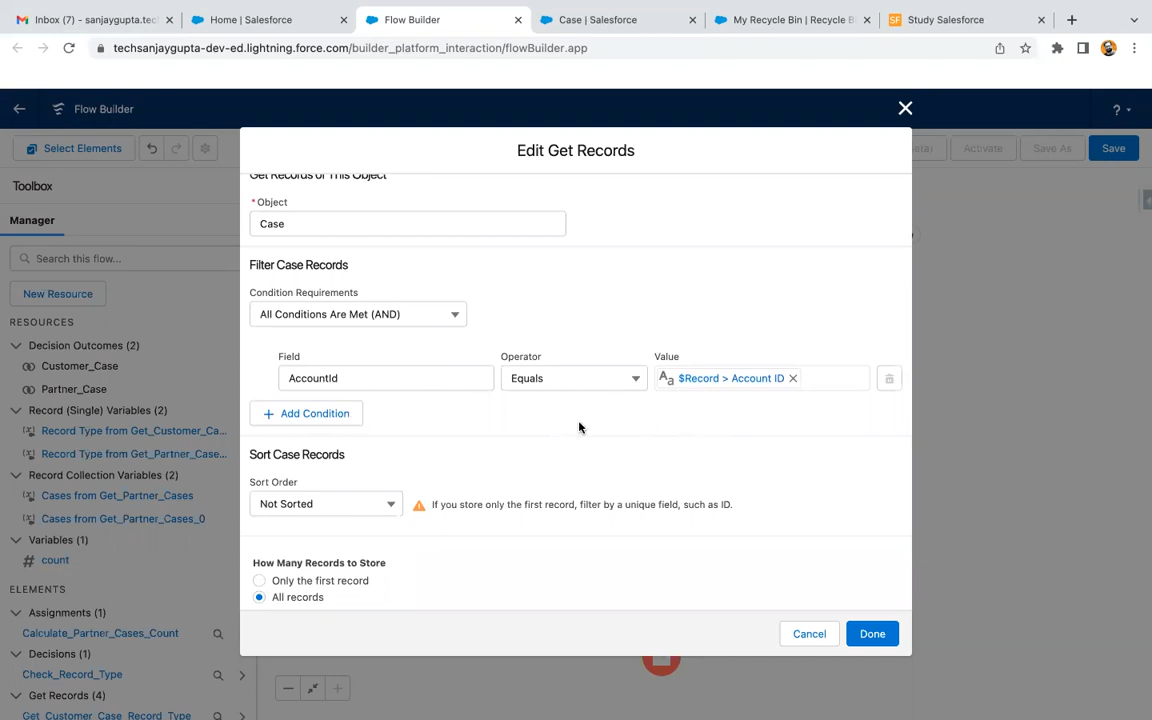 Inbox (7) - sanjaygupta.tec
Home | Salesforce
Flow Builder
Case | Salesforce
My Recycle Bin | Recycle B
Study Salesforce
techsanjaygupta-dev-ed.lightning.force.com/builder_platform_interaction/flowBuilder.app
Flow Builder
?
Select Elements
Activate
Save As
Save
Edit Get Records
Toolbox
Get Records of This Object
Manager
* Object
Case
Search this flow...
Filter Case Records
New Resource
Condition Requirements
RESOURCES
All Conditions Are Met (AND)
Decision Outcomes (2)
Customer_Case
Field
Operator
Value
AccountId
Equals
Aa $Record > Account ID
Partner_Case
Record (Single) Variables (2)
+ Add Condition
Record Type from Get_Customer_Ca...
Record Type from Get_Partner_Case...
Sort Case Records
Record Collection Variables (2)
Sort Order
Cases from Get_Partner_Cases
Not Sorted
If you store only the first record, filter by a unique field, such as ID.
Cases from Get_Partner_Cases_0
Variables (1)
# count
How Many Records to Store
Only the first record
ELEMENTS
All records
Assignments (1)
Calculate_Partner_Cases_Count
Cancel
Done
Decisions (1)
Check_Record_Type
Get Records (4)
Get_Customer_Case_Record_Type